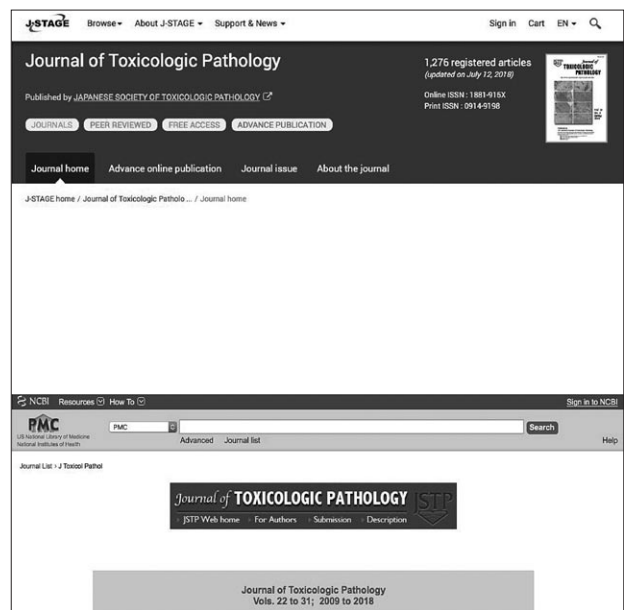 J-STAGE Browse About J-STAGE Support & News Sign in Cart EN
Journal of Toxicologic Pathology
1,276 registered articles
(updated on July 12, 2018)
Online ISSN : 1881-915X
Print ISSN : 0914-9198
Published by JAPANESE SOCIETY OF TOXICOLOGIC PATHOLOGY
JOURNALS PEER REVIEWED FREE ACCESS ADVANCE PUBLICATION
Journal of
TOXICOLOGIC
PATHOLOGY
Journal home Advance online publication Journal issue About the journal
J-STAGE home / Journal of Toxicologic Patholo ... / Journal home
NCBI Resources How To Sign in to NCBI
PMC
US National Library of Medicine
National Institutes of Health
PMC Search
Advanced Journal list Help
Journal List > J Toxicol Pathol
Journal of TOXICOLOGIC PATHOLOGY JSTP
JSTP Web home For Authors Submission Description
Journal of Toxicologic Pathology
Vols. 22 to 31; 2009 to 2018